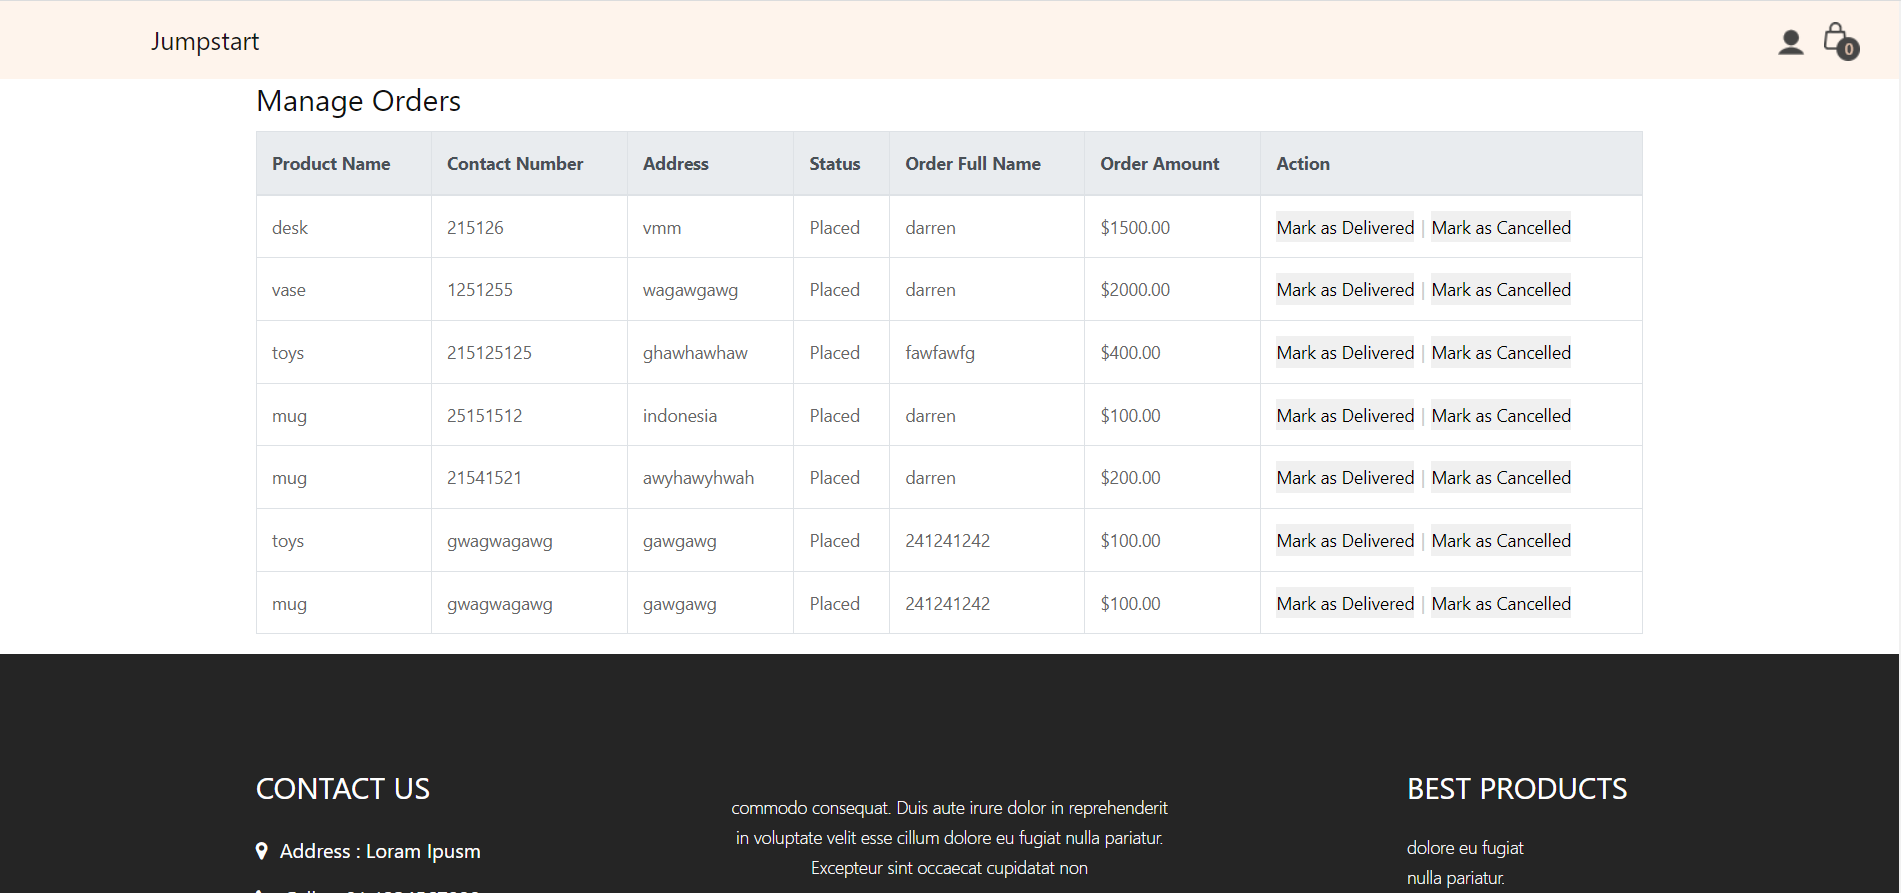 Jumpstart
0
Manage Orders
Product Name Contact Number Address Status Order Full Name Order Amount Action
desk 215126 vmm Placed darren $1500.00 Mark as Delivered | Mark as Cancelled
vase 1251255 wagawgawg Placed darren $2000.00 Mark as Delivered | Mark as Cancelled
toys 215125125 ghawhawhaw Placed fawfawfg $400.00 Mark as Delivered | Mark as Cancelled
mug 25151512 indonesia Placed darren $100.00 Mark as Delivered | Mark as Cancelled
mug 21541521 awyhawyhwah Placed darren $200.00 Mark as Delivered | Mark as Cancelled
toys gwagwagawg gawgawg Placed 241241242 $100.00 Mark as Delivered | Mark as Cancelled
mug gwagwagawg gawgawg Placed 241241242 $100.00 Mark as Delivered | Mark as Cancelled
CONTACT US
Address : Loram Ipusm
commodo consequat. Duis aute irure dolor in reprehenderit
in voluptate velit esse cillum dolore eu fugiat nulla pariatur.
Excepteur sint occaecat cupidatat non
BEST PRODUCTS
dolore eu fugiat
nulla pariatur.